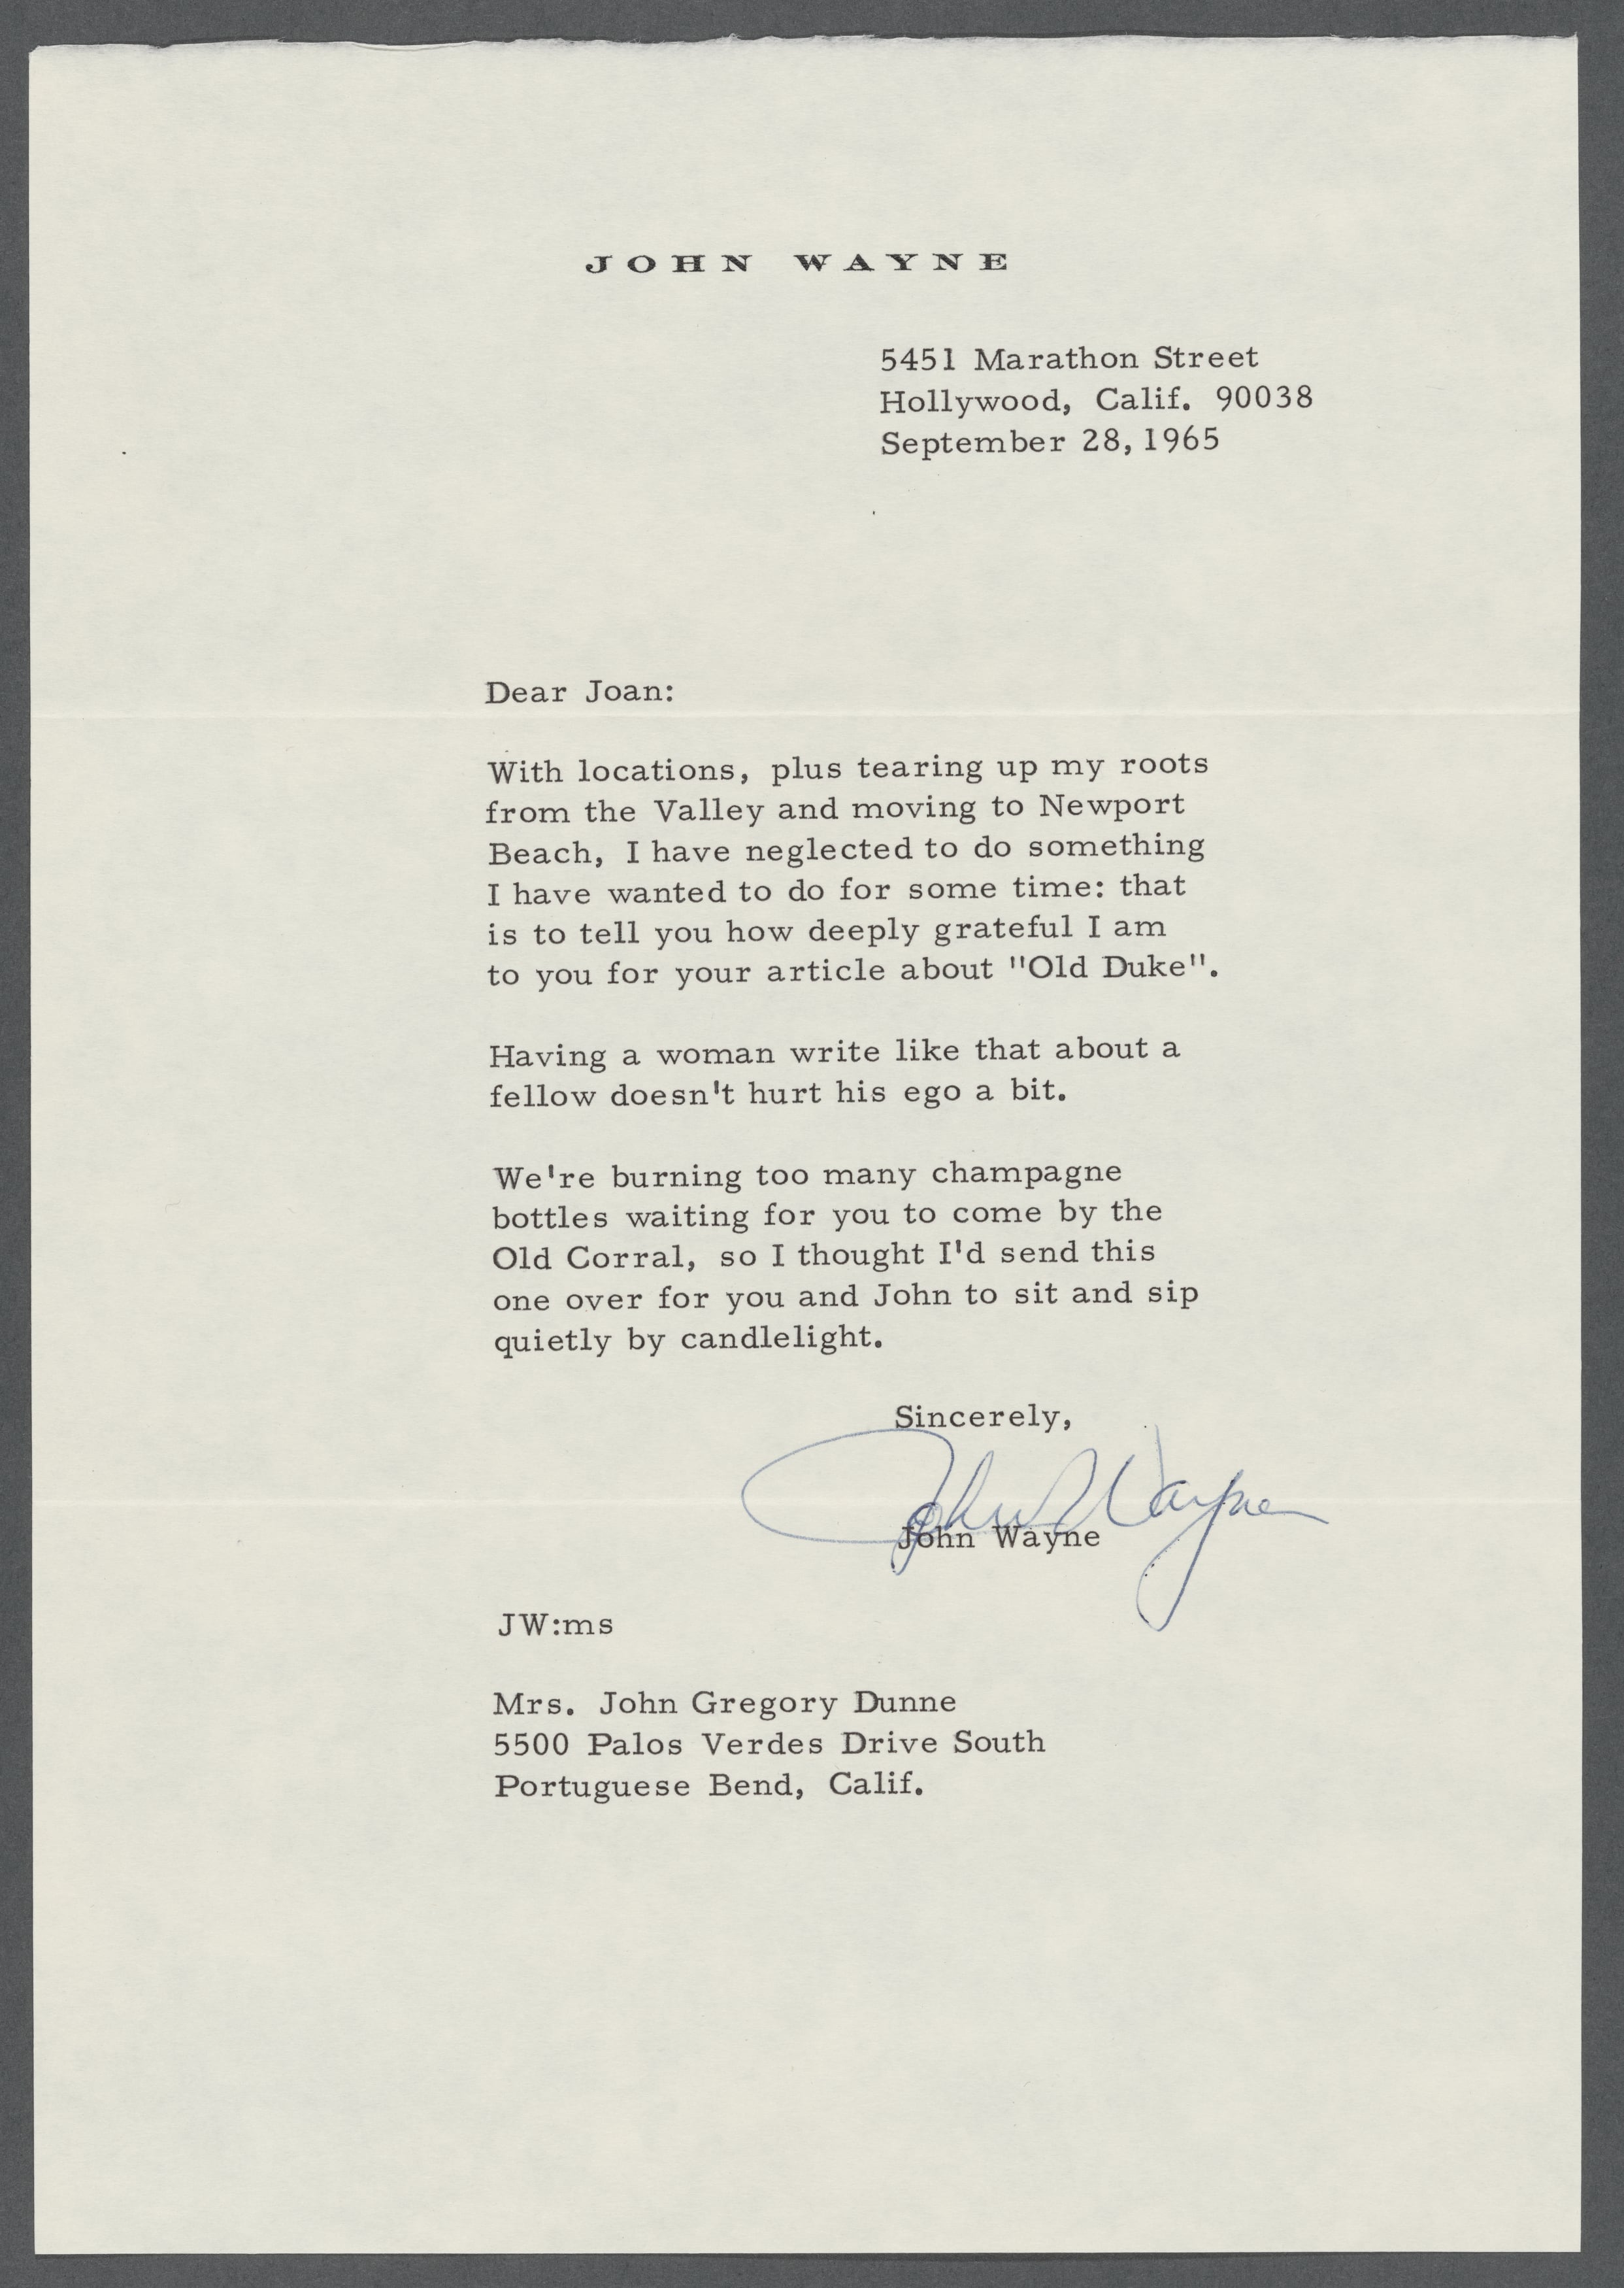 JOHN WAYNE
5451 Marathon Street
Hollywood, Calif. 90038
September 28, 1965
Dear Joan:
With locations, plus tearing up my roots
from the Valley and moving to Newport
Beach, I have neglected to do something
I have wanted to do for some time: that
is to tell you how deeply grateful I am
to you for your article about "Old Duke".
Having a woman write like that about a
fellow doesn't hurt his ego a bit.
We're burning too many champagne
bottles waiting for you to come by the
Old Corral, so I thought I'd send this
one over for you and John to sit and sip
quietly by candlelight.
Sincerely,
John Wayne
John Wayne
JW:ms
Mrs. John Gregory Dunne
5500 Palos Verdes Drive South
Portuguese Bend, Calif.